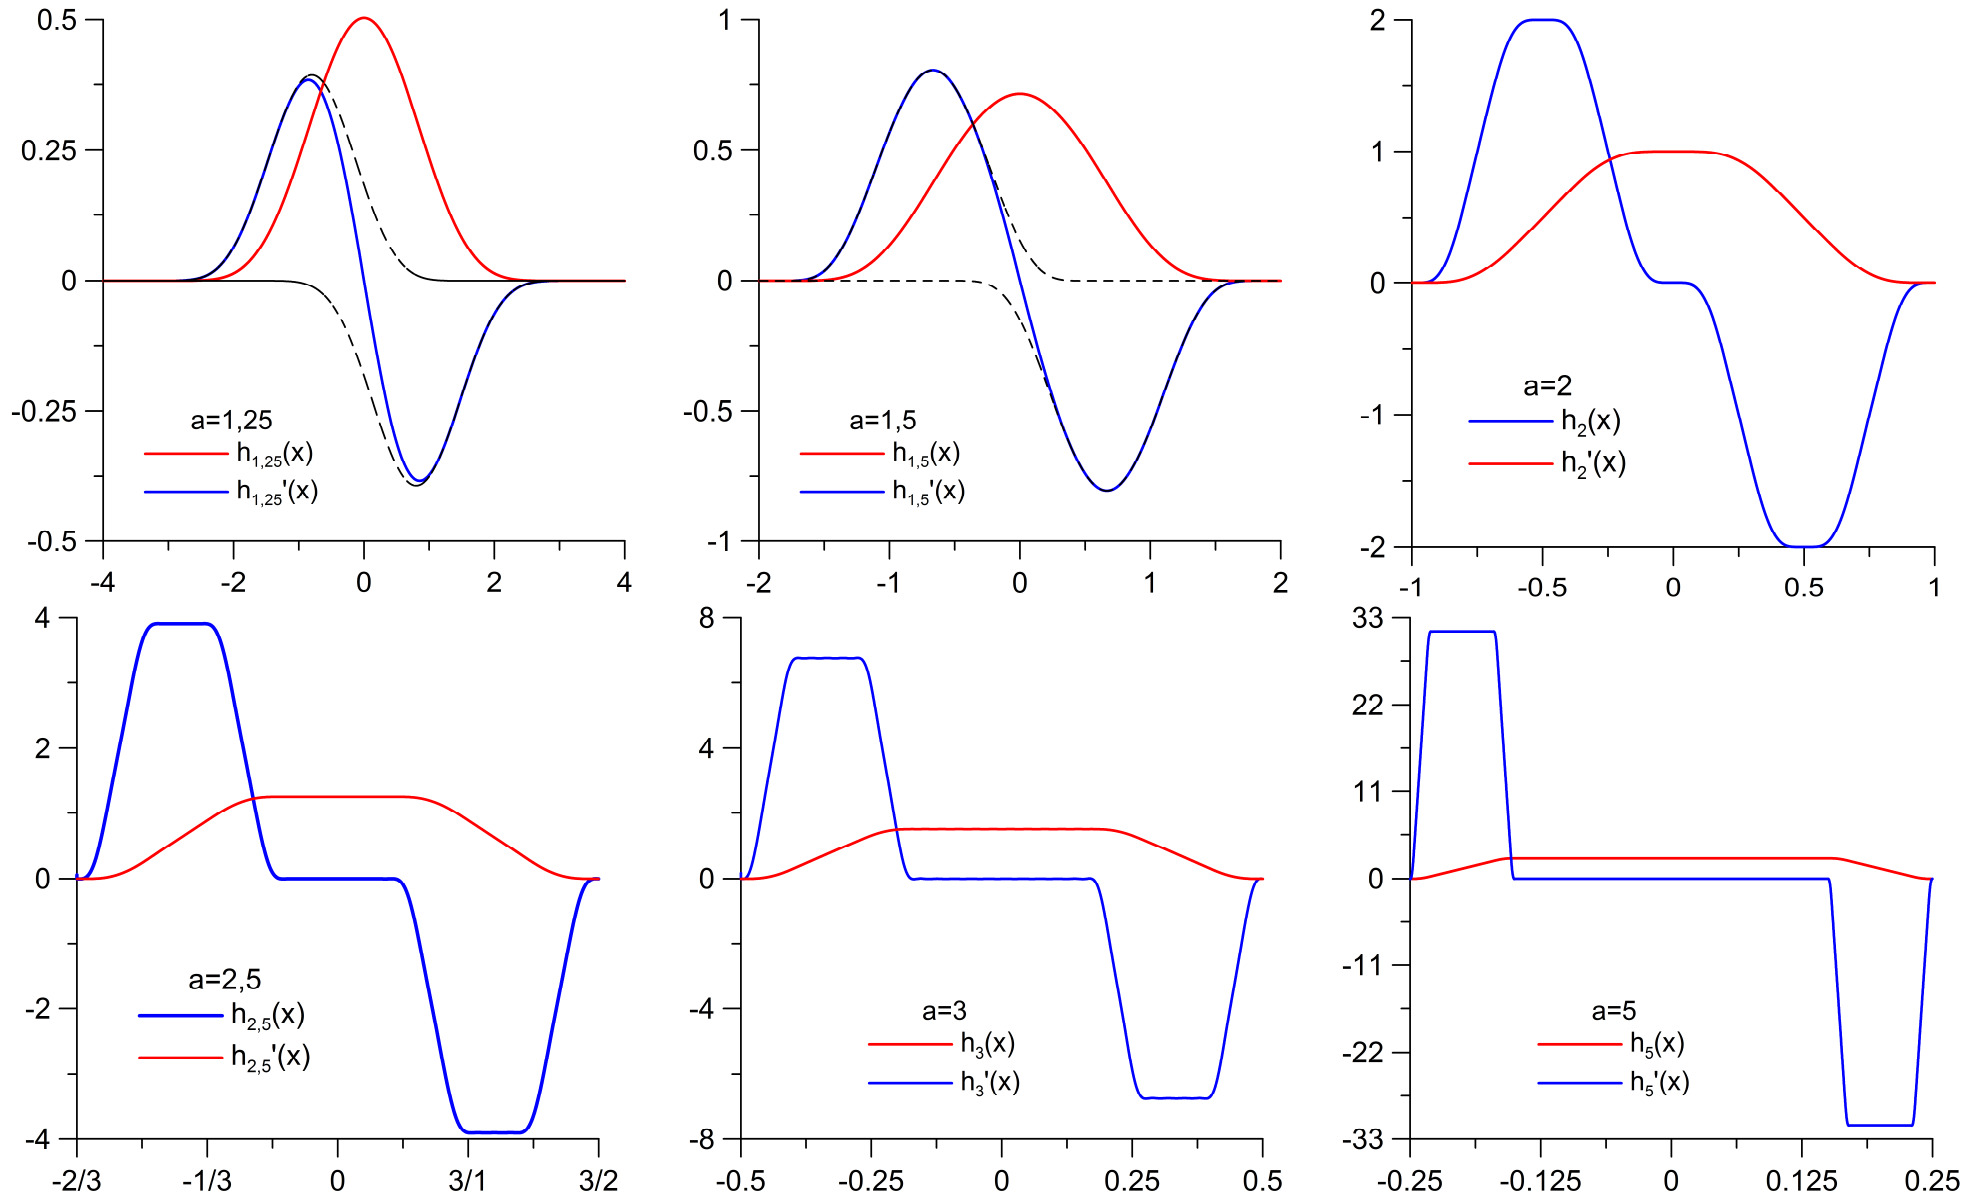 0.5
0.25
0
-0.25
-0.5
a=1,25
h1,25(x)
h1,25'(x)
-4 -2 0 2 4
1
0.5
0
-0.5
-1
a=1,5
h1,5(x)
h1,5'(x)
-2 -1 0 1 2
2
1
0
-1
-2
a=2
h2(x)
h2'(x)
-1 -0.5 0 0.5 1
4
2
0
-2
-4
a=2,5
h2,5(x)
h2,5'(x)
-2/3 -1/3 0 3/1 3/2
8
4
0
-4
-8
a=3
h3(x)
h3'(x)
-0.5 -0.25 0 0.25 0.5
33
22
11
0
-11
-22
-33
a=5
h5(x)
h5'(x)
-0.25 -0.125 0 0.125 0.25